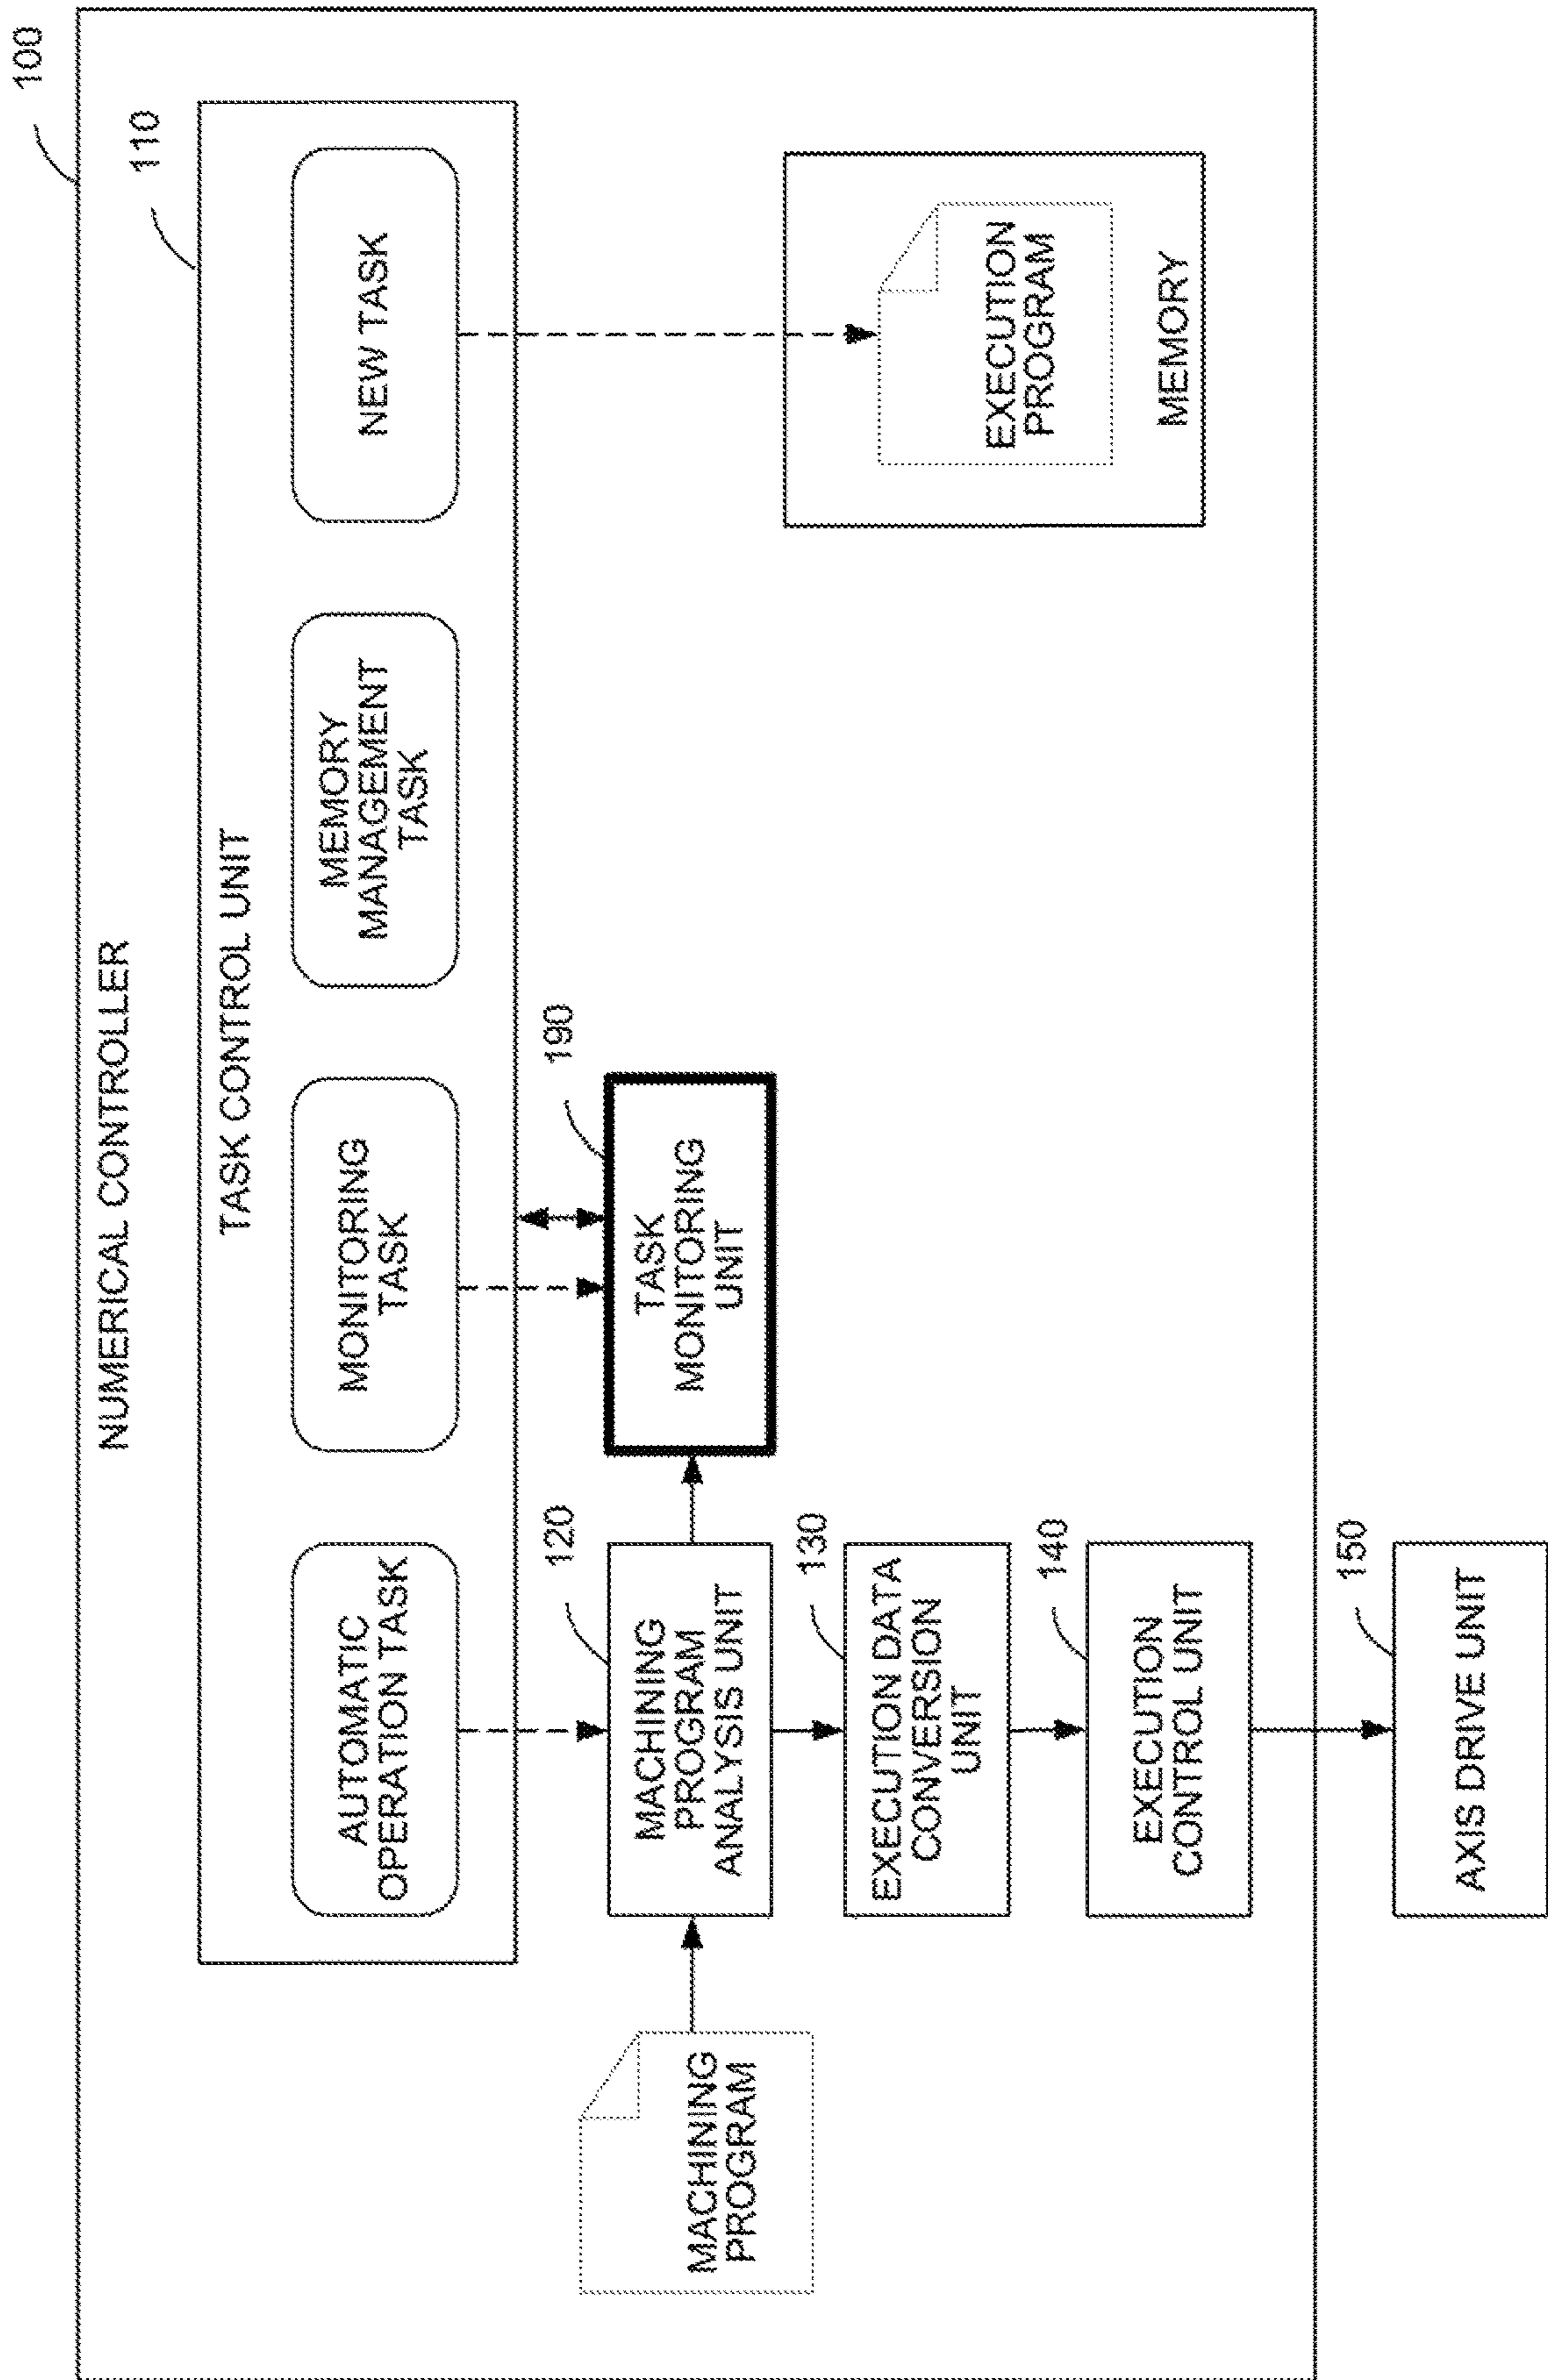 100
NUMERICAL CONTROLLER
110
TASK CONTROL UNIT
AUTOMATIC
OPERATION TASK
MONITORING
TASK
MEMORY
MANAGEMENT
TASK
NEW TASK
120
190
MACHINING
PROGRAM
MACHINING
PROGRAM
ANALYSIS UNIT
TASK
MONITORING
UNIT
130
EXECUTION DATA
CONVERSION
UNIT
EXECUTION
PROGRAM
MEMORY
140
EXECUTION
CONTROL UNIT
150
AXIS DRIVE UNIT